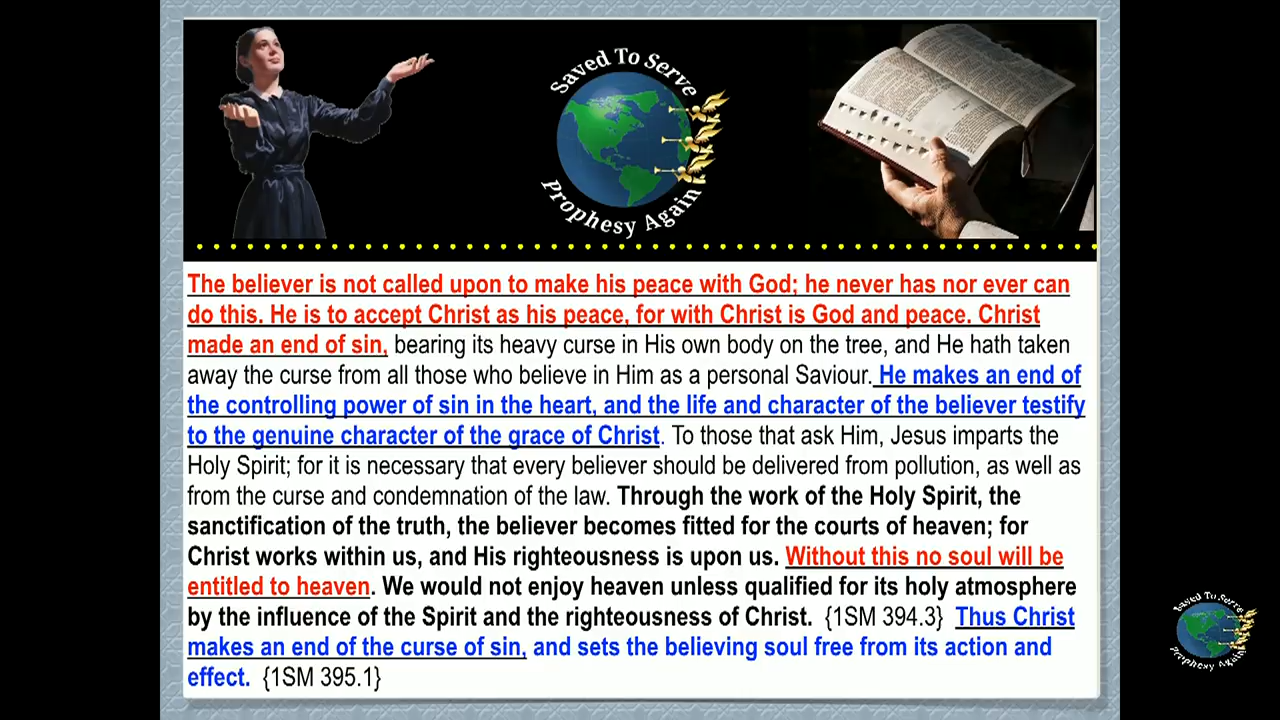 Saved To Serve
Prophesy Again
The believer is not called upon to make his peace with God; he never has nor ever can
do this. He is to accept Christ as his peace, for with Christ is God and peace. Christ
made an end of sin, bearing its heavy curse in His own body on the tree, and He hath taken
away the curse from all those who believe in Him as a personal Saviour. He makes an end of
the controlling power of sin in the heart, and the life and character of the believer testify
to the genuine character of the grace of Christ. To those that ask Him, Jesus imparts the
Holy Spirit; for it is necessary that every believer should be delivered from pollution, as well as
from the curse and condemnation of the law. Through the work of the Holy Spirit, the
sanctification of the truth, the believer becomes fitted for the courts of heaven; for
Christ works within us, and His righteousness is upon us. Without this no soul will be
entitled to heaven. We would not enjoy heaven unless qualified for its holy atmosphere
by the influence of the Spirit and the righteousness of Christ. {1SM 394.3} Thus Christ
makes an end of the curse of sin, and sets the believing soul free from its action and
effect. {1SM 395.1}
Saved To Serve
Prophesy Again